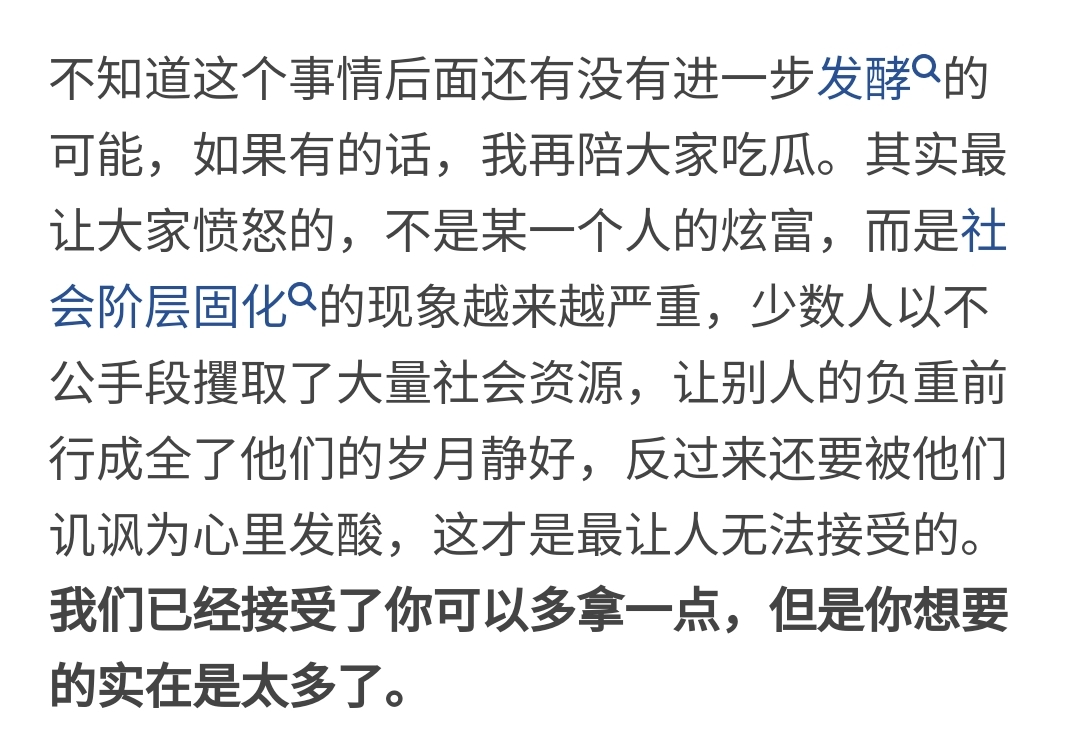 不知道这个事情后面还有没有进一步发酵的
可能，如果有的话，我再陪大家吃瓜。其实最
让大家愤怒的，不是某一个人的炫富，而是社
会阶层固化的现象越来越严重，少数人以不
公手段攫取了大量社会资源，让别人的负重前
行成全了他们的岁月静好，反过来还要被他们
讥讽为心里发酸，这才是最让人无法接受的。
我们已经接受了你可以多拿一点，但是你想要
的实在是太多了。